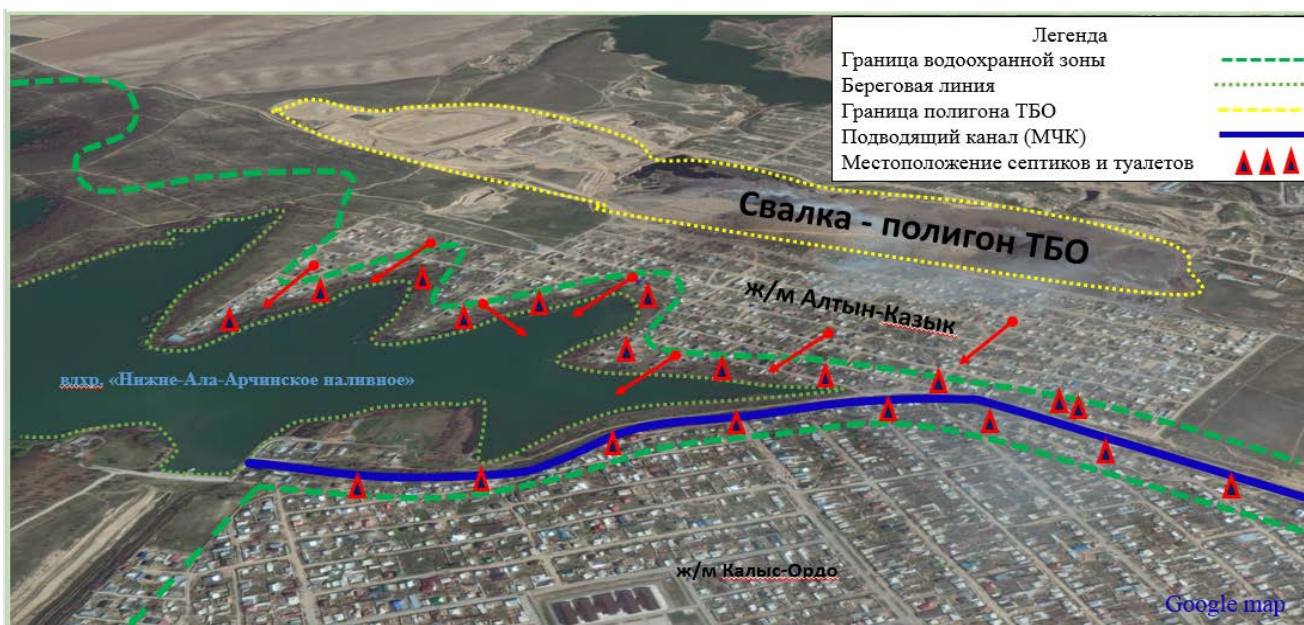 Легенда
Граница водоохранной зоны
Береговая линия
Граница полигона ТБО
Подводящий канал (МЧК)
Местоположение септиков и туалетов
Свалка - полигон ТБО
ж/м Алтын-Казык
влхр. «Нижне-Ала-Арчинское наливное»
ж/м Калыс-Ордо
Google map